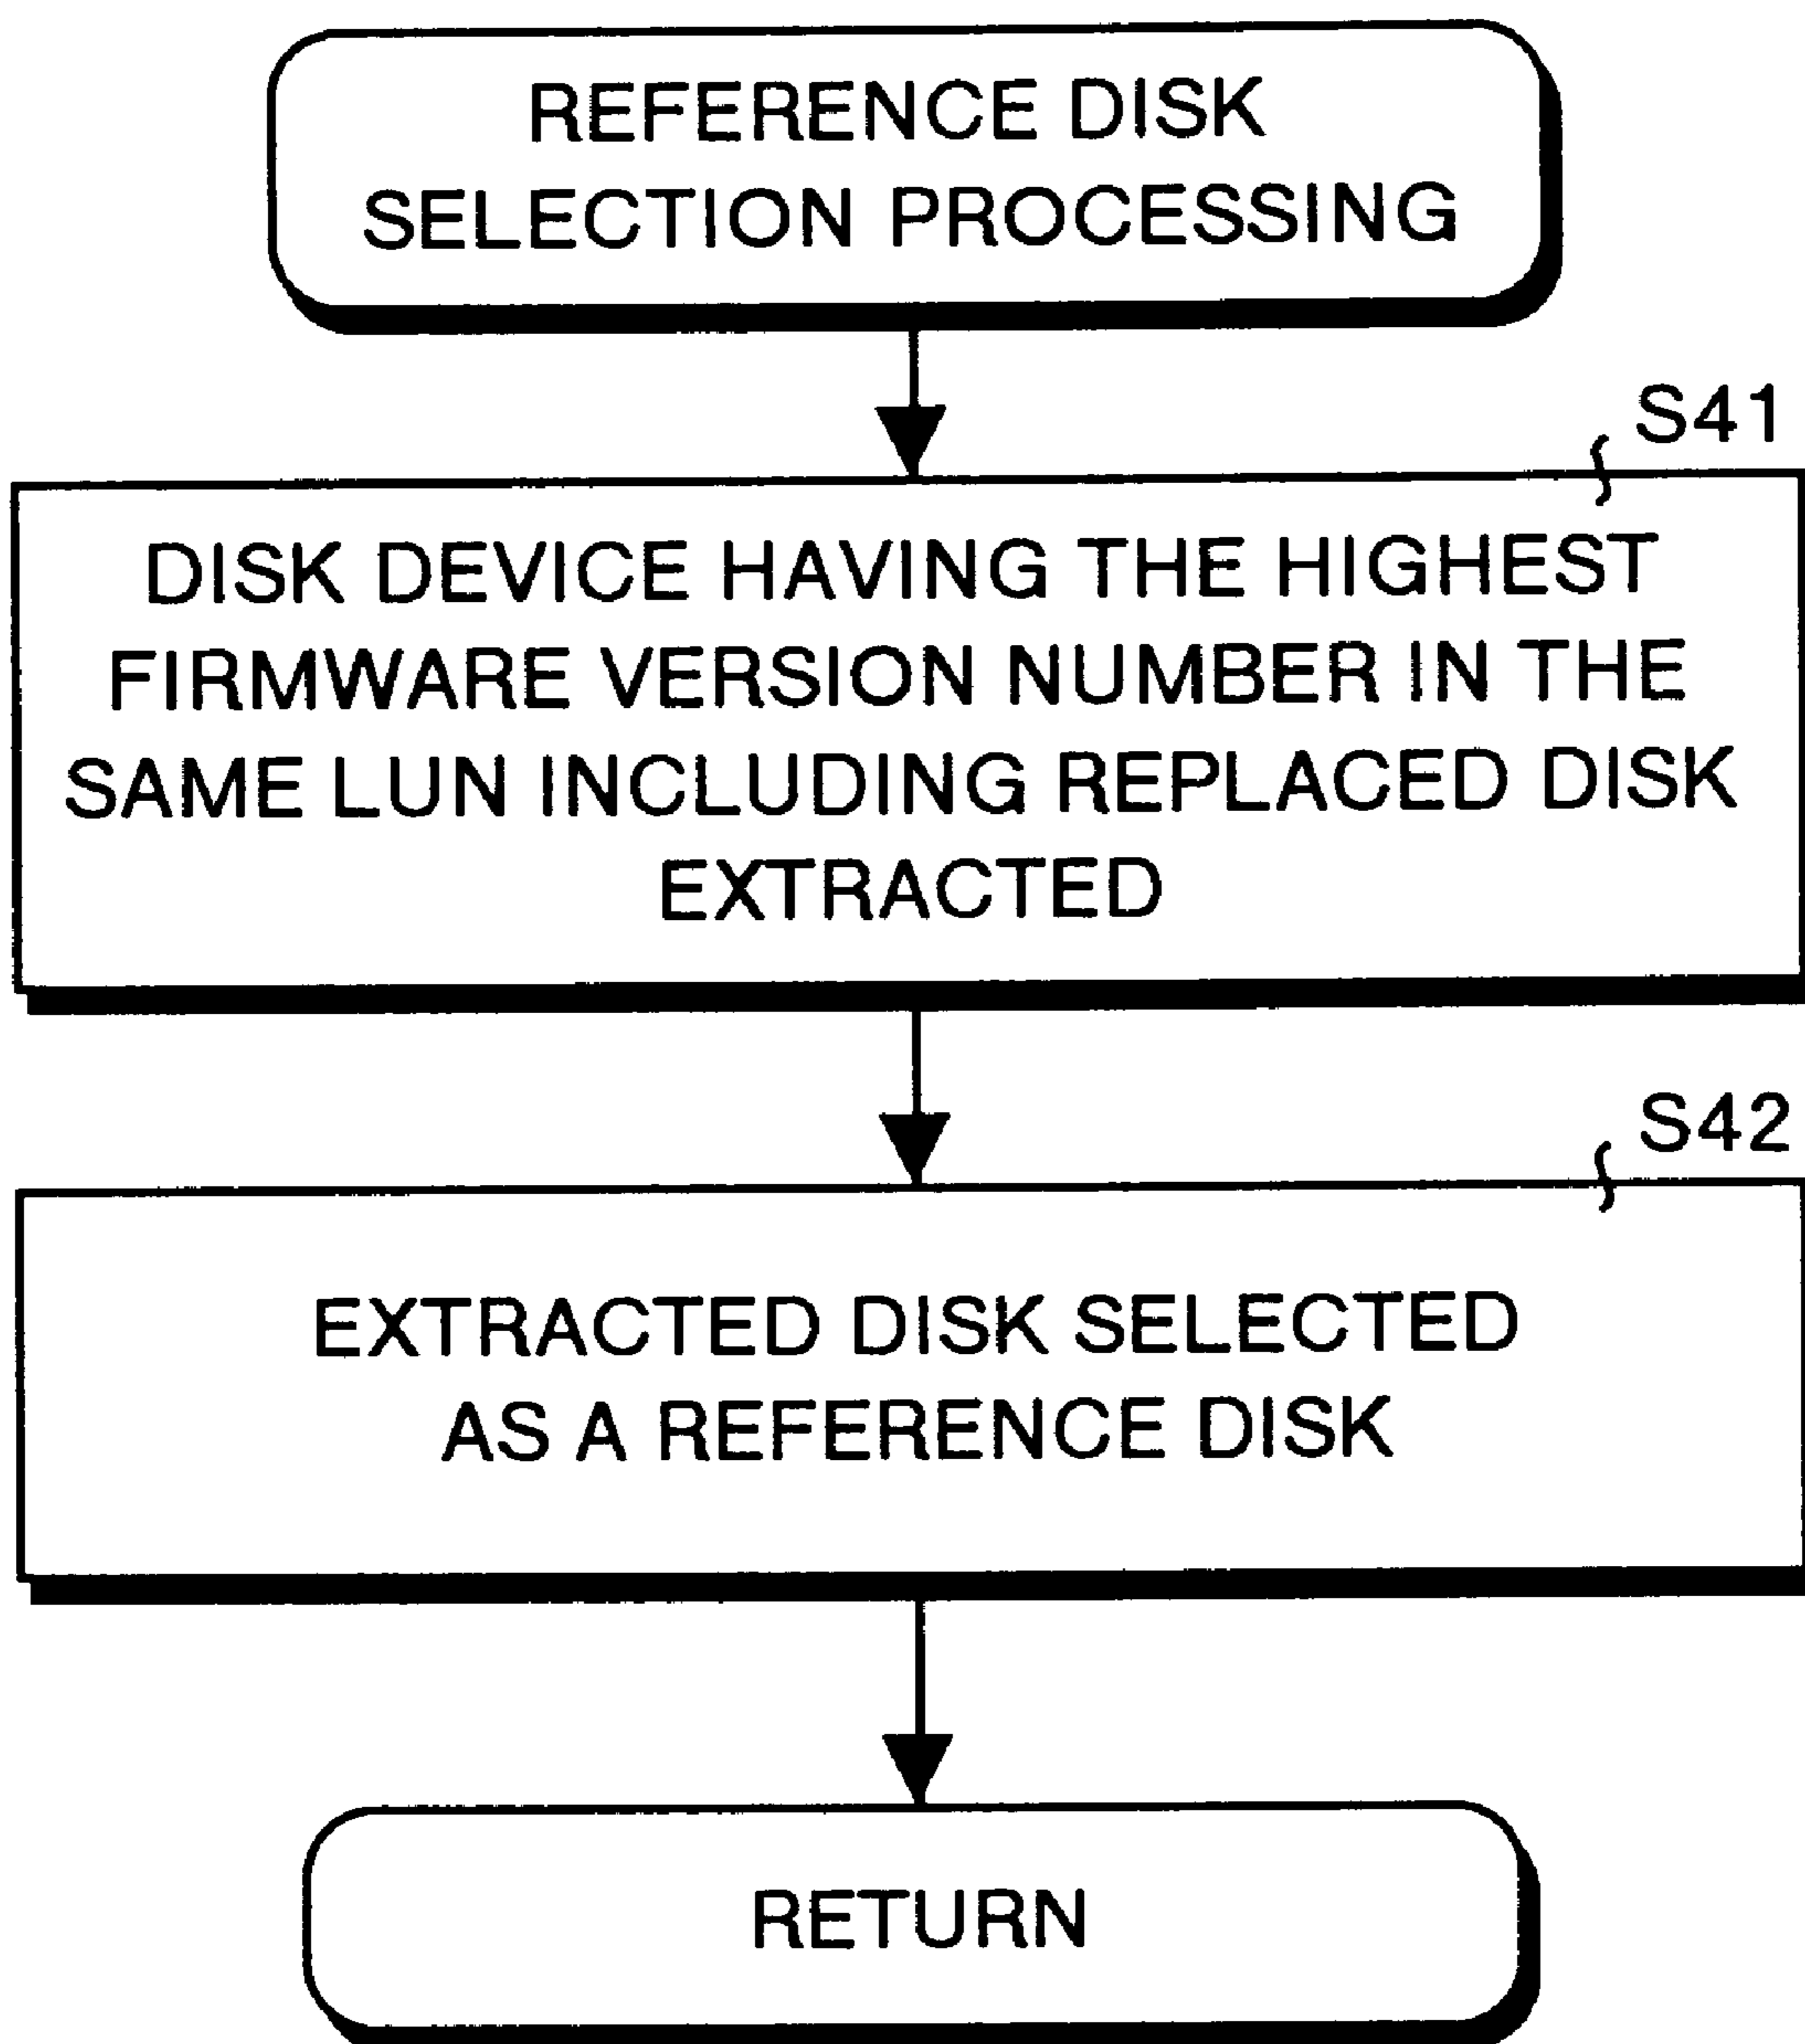 REFERENCE DISK
SELECTION PROCESSING
S41
DISK DEVICE HAVING THE HIGHEST
FIRMWARE VERSION NUMBER IN THE
SAME LUN INCLUDING REPLACED DISK
EXTRACTED
S42
EXTRACTED DISK SELECTED
AS A REFERENCE DISK
RETURN